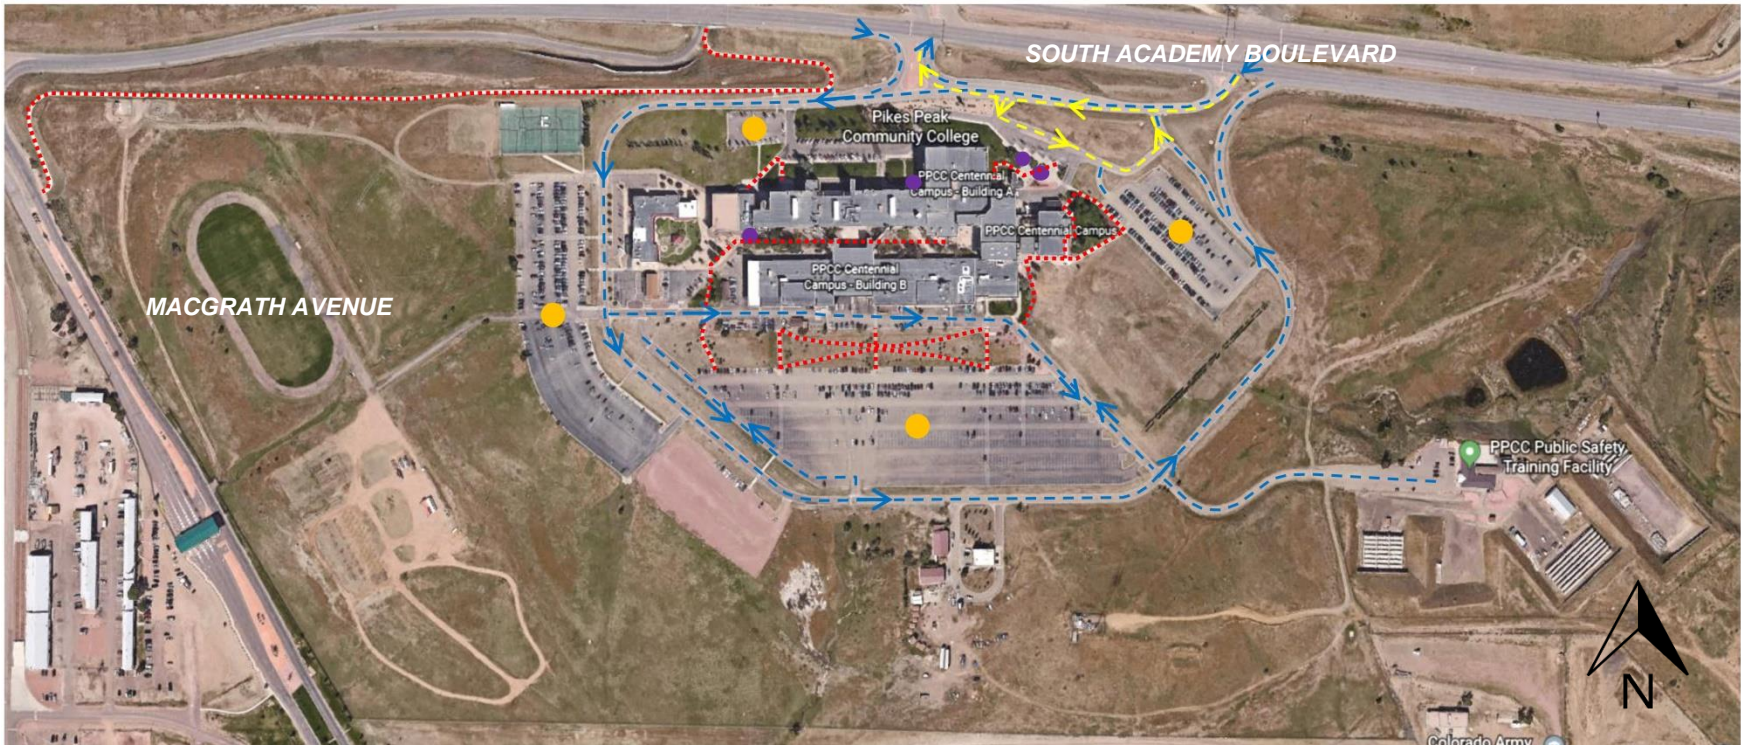 SOUTH ACADEMY BOULEVARD
Pikes Peak
Community College
PPCC Centennial
Campus - Building A
PPCC Centennial Campus
MACGRATH AVENUE
PPCC Centennial
Campus - Building B
PPCC Public Safety
Training Facility
N
Colorado Army